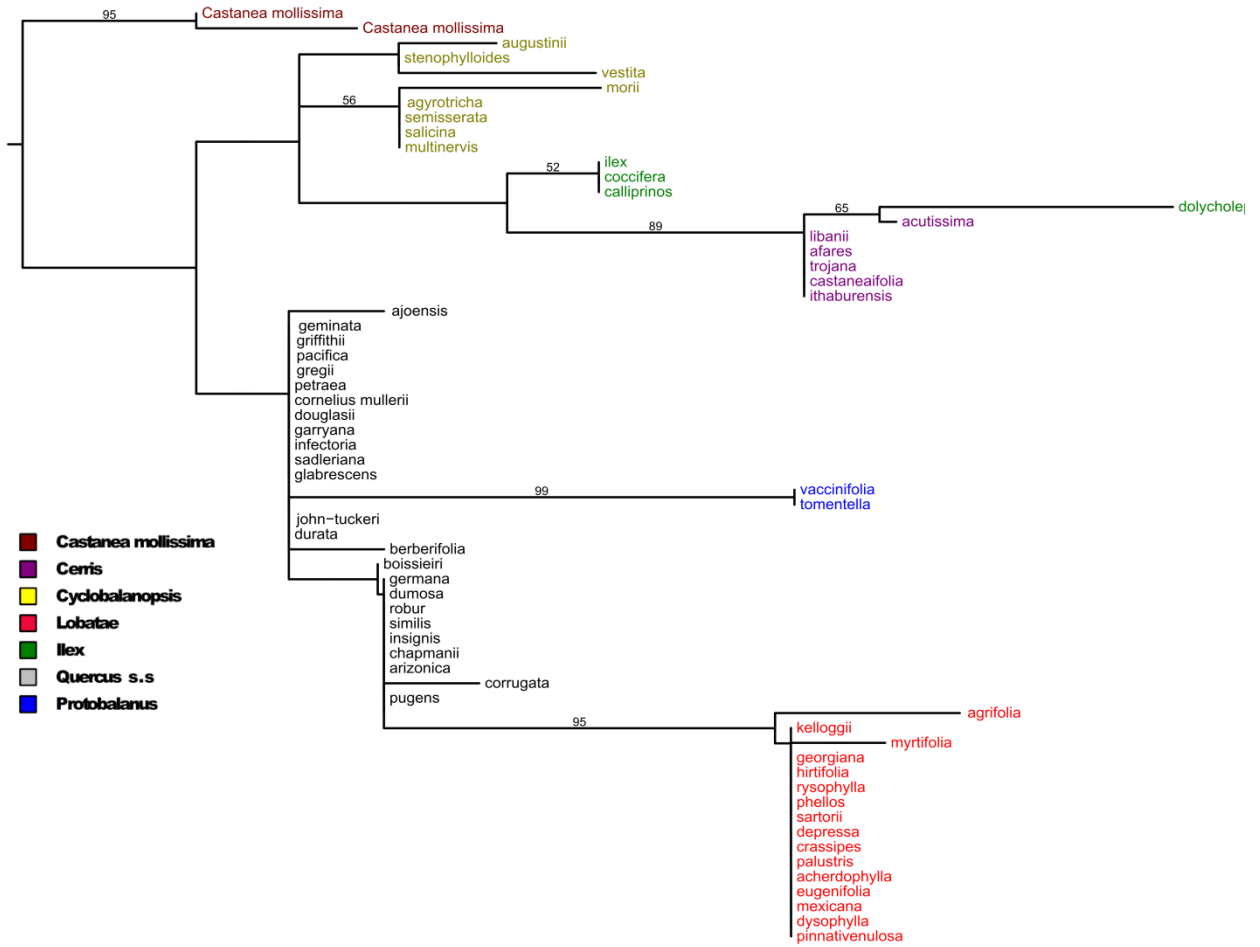 95
Castanea mollissima
Castanea mollissima
augustinii
stenophylloides
vestita
morii
56
agyrotricha
semisserata
salicina
multinervis
ilex
52
coccifera
calliprinos
dolychole
65
acutissima
89
libanii
afares
trojana
castaneaifolia
ithaburensis
ajoensis
geminata
griffithii
pacifica
gregii
petraea
cornelius mullerii
douglasii
garryana
infectoria
sadleriana
glabrescens
99
vaccinifolia
tomentella
john−tuckeri
durata
berberifolia
boissieiri
germana
dumosa
robur
similis
insignis
chapmanii
arizonica
corrugata
pugens
95
agrifolia
kelloggii
myrtifolia
georgiana
hirtifolia
rysophylla
phellos
sartorii
depressa
crassipes
palustris
acherdophylla
eugenifolia
mexicana
dysophylla
pinnativenulosa
Castanea mollissima
Cerris
Cyclobalanopsis
Lobatae
Ilex
Quercus s.s
Protobalanus